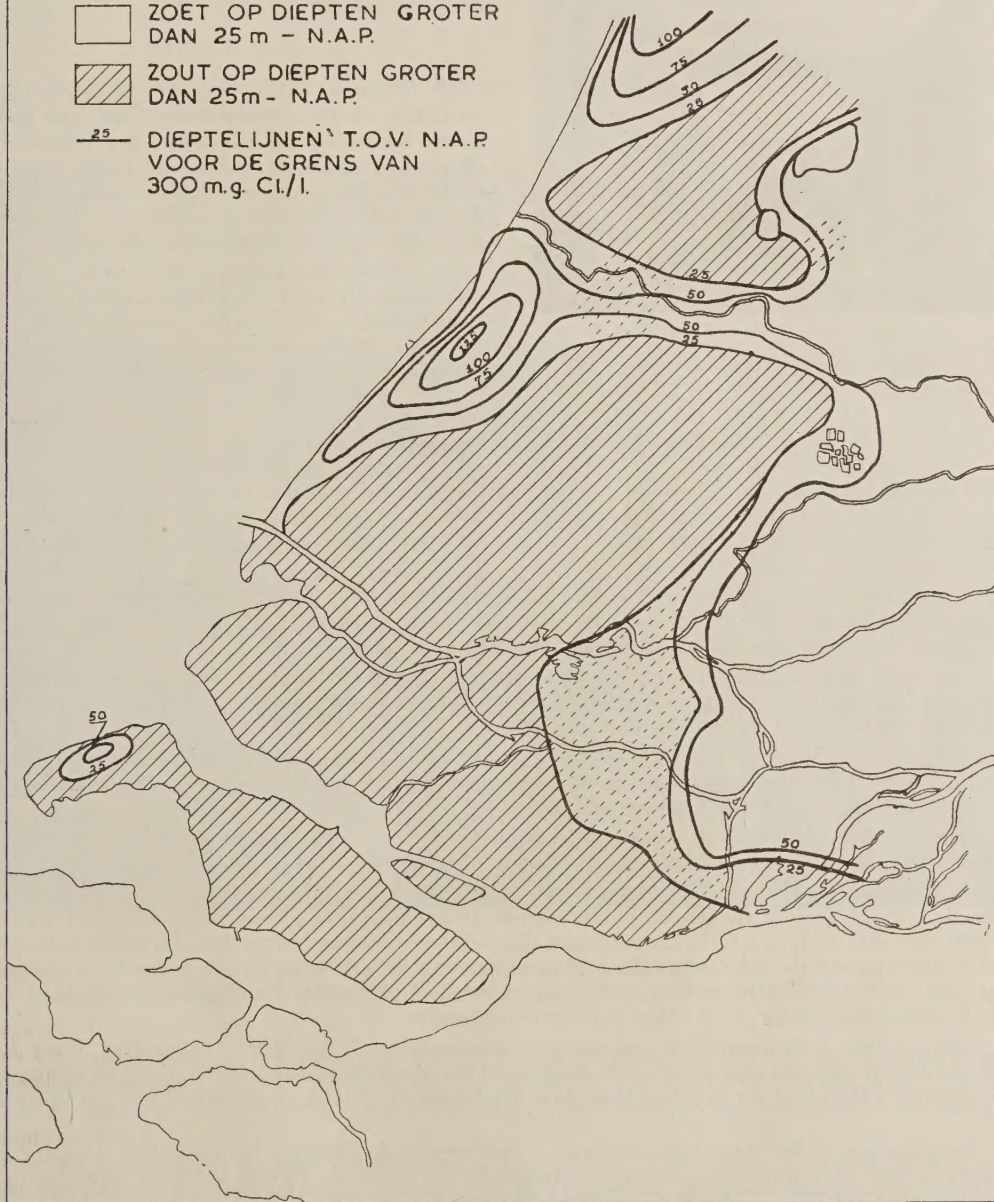 ZOET OP DIEPTEN GROTER
DAN 25 m - N.A.P.
ZOUT OP DIEPTEN GROTER
DAN 25m - N.A.P.
25 DIEPTELIJNEN T.O.V. N.A.P.
VOOR DE GRENS VAN
300 m.g. Cl./l.
100
75
50
25
25
50
50
25
125
100
75
50
25
50
25